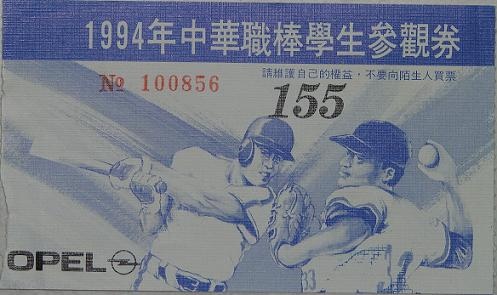 1994年中華職棒學生參觀券
請維護自己的權益，不要向陌生人買票
№ 100856
155
OPEL
33